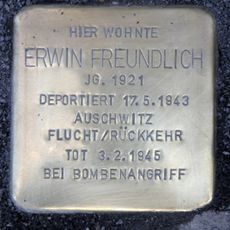 HIER WOHNTE
ERWIN FREUNDLICH
JG. 1921
DEPORTIERT 17.5.1943
AUSCHWITZ
FLUCHT/RÜCKKEHR
TOT 3.2.1945
BEI BOMBENANGRIFF